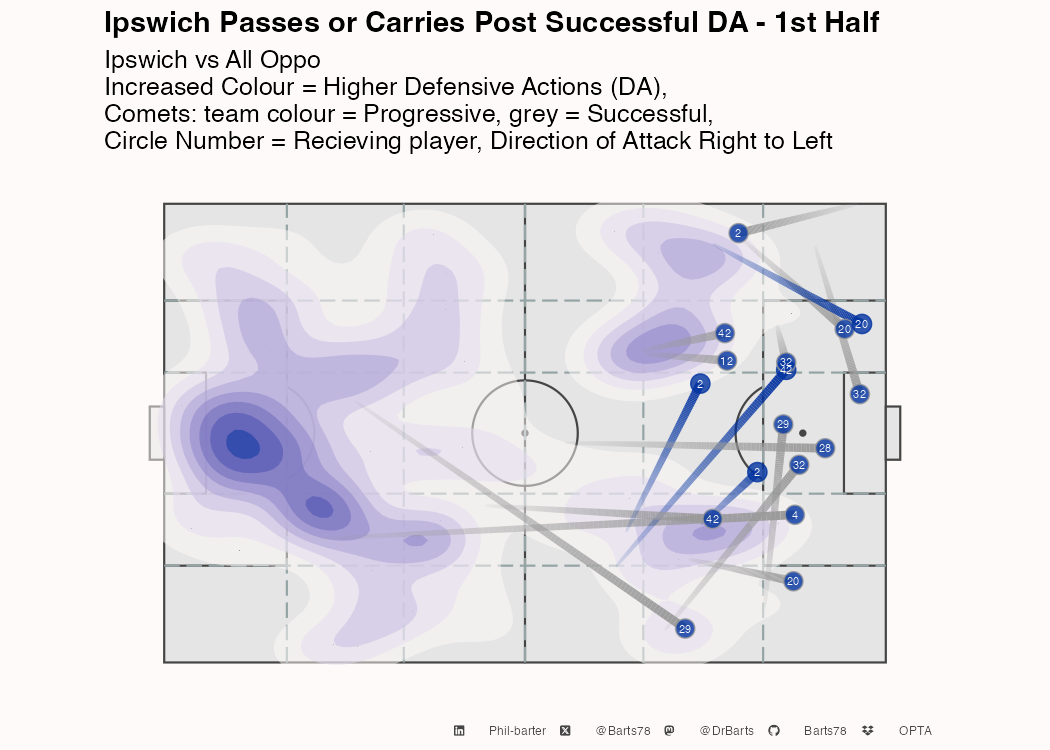 Ipswich Passes or Carries Post Successful DA - 1st Half
Ipswich vs All Oppo
Increased Colour = Higher Defensive Actions (DA),
Comets: team colour = Progressive, grey = Successful,
Circle Number = Recieving player, Direction of Attack Right to Left
2
20 20
42
32
12
42
2
32
29
28
32
2
42
4
20
29
Phil-barter @Barts78 @DrBarts Barts78 OPTA